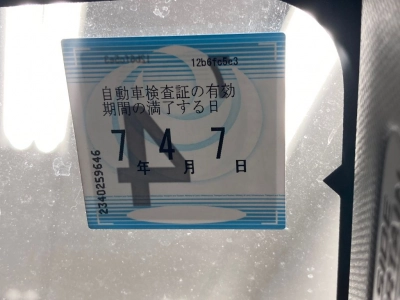 12b6fc5c3
自動車検査証の有効
期間の満了する日
7年 4月 7日
2340259646